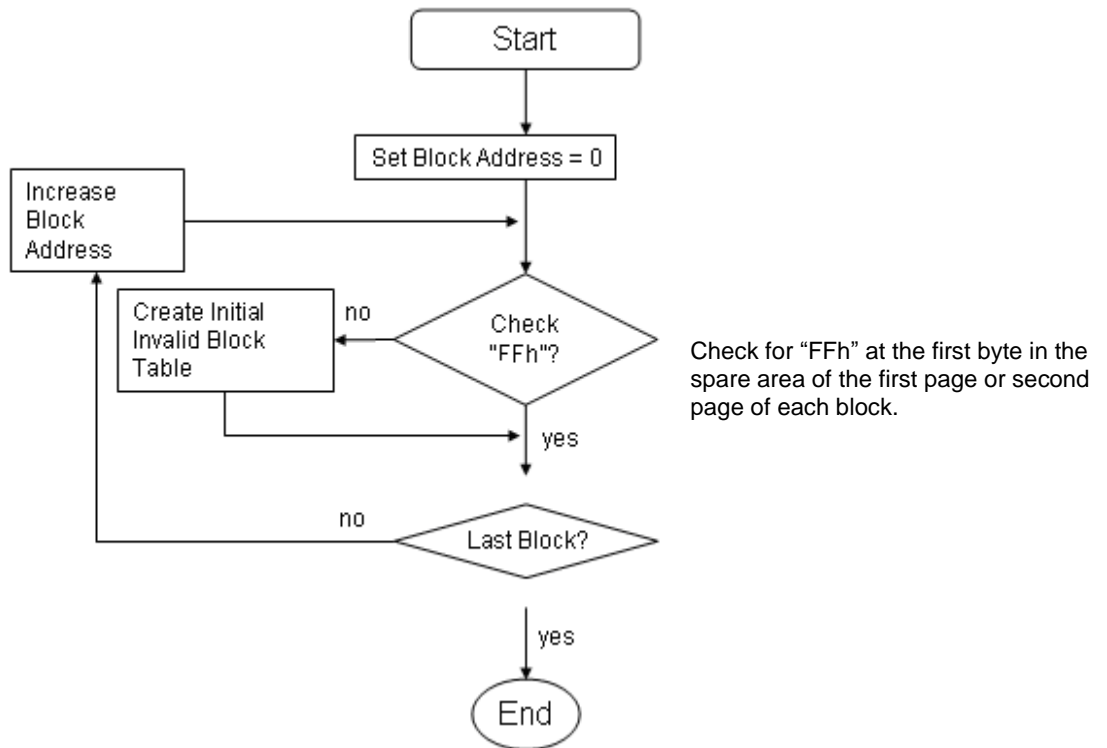 Start
Set Block Address = 0
Increase
Block
Address
Create Initial
Invalid Block
Table
no
Check
"FFh"?
Check for “FFh” at the first byte in the
spare area of the first page or second
page of each block.
yes
no
Last Block?
yes
End